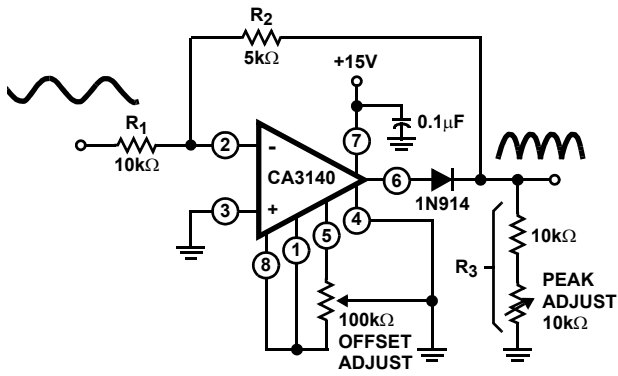 R2
5kΩ
+15V
0.1μF
R1
10kΩ
2
-
7
CA3140
6
1N914
3
+
4
5
1
8
10kΩ
R3
PEAK
ADJUST
10kΩ
100kΩ
OFFSET
ADJUST